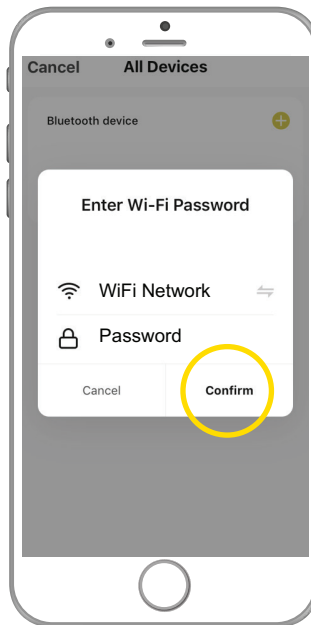 Cancel All Devices
Bluetooth device
Enter Wi-Fi Password
WiFi Network
Password
Cancel Confirm